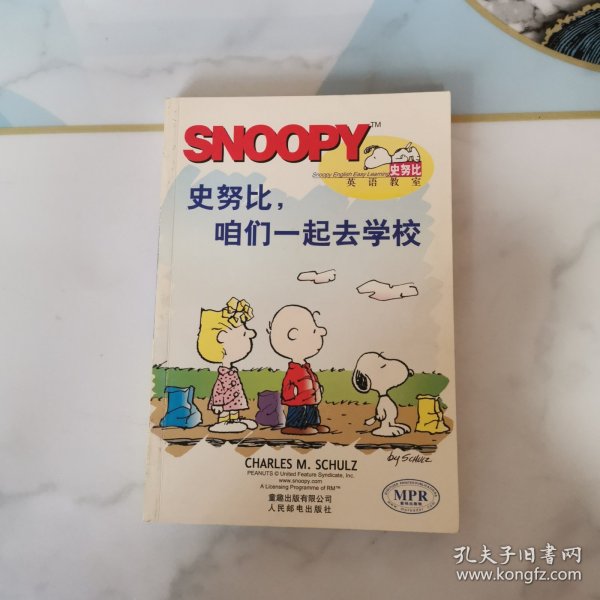 SNOOPY™
史努比
Snoopy English Easy Learning
英语教室
史努比，
咱们一起去学校
by SCHULZ
CHARLES M. SCHULZ
PEANUTS © United Feature Syndicate, Inc.
www.snoopy.com
A Licensing Programme of RM™
童趣出版有限公司
人民邮电出版社
MPR
孔夫子旧书网
www.kongfz.com